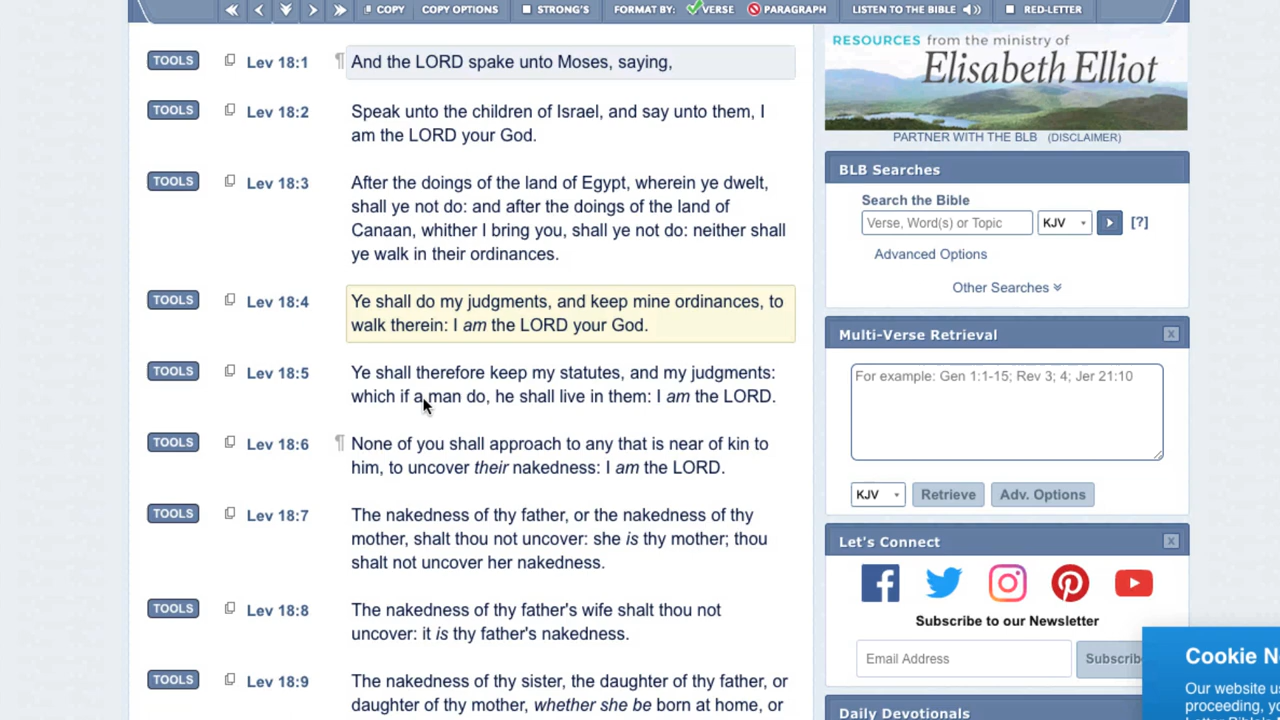 COPY COPY OPTIONS STRONG'S FORMAT BY: VERSE PARAGRAPH LISTEN TO THE BIBLE RED-LETTER
TOOLS Lev 18:1 ¶ And the LORD spake unto Moses, saying,
TOOLS Lev 18:2 Speak unto the children of Israel, and say unto them, I
am the LORD your God.
TOOLS Lev 18:3 After the doings of the land of Egypt, wherein ye dwelt,
shall ye not do: and after the doings of the land of
Canaan, whither I bring you, shall ye not do: neither shall
ye walk in their ordinances.
TOOLS Lev 18:4 Ye shall do my judgments, and keep mine ordinances, to
walk therein: I am the LORD your God.
TOOLS Lev 18:5 Ye shall therefore keep my statutes, and my judgments:
which if a man do, he shall live in them: I am the LORD.
TOOLS Lev 18:6 ¶ None of you shall approach to any that is near of kin to
him, to uncover their nakedness: I am the LORD.
TOOLS Lev 18:7 The nakedness of thy father, or the nakedness of thy
mother, shalt thou not uncover: she is thy mother; thou
shalt not uncover her nakedness.
TOOLS Lev 18:8 The nakedness of thy father's wife shalt thou not
uncover: it is thy father's nakedness.
TOOLS Lev 18:9 The nakedness of thy sister, the daughter of thy father, or
daughter of thy mother, whether she be born at home, or
RESOURCES from the ministry of
Elisabeth Elliot
PARTNER WITH THE BLB (DISCLAIMER)
BLB Searches
Search the Bible
Verse, Word(s) or Topic KJV [?]
Advanced Options
Other Searches
Multi-Verse Retrieval
For example: Gen 1:1-15; Rev 3; 4; Jer 21:10
KJV Retrieve Adv. Options
Let's Connect
Subscribe to our Newsletter
Email Address Subscrib
Daily Devotionals
Cookie N
Our website us
proceeding, yo